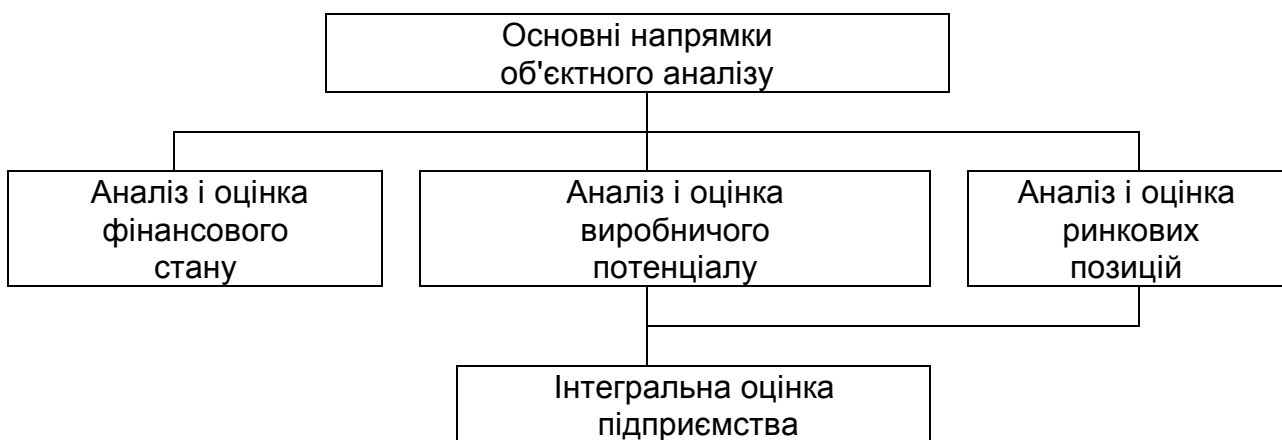 Основні напрямки
об'єктного аналізу
Аналіз і оцінка
фінансового
стану
Аналіз і оцінка
виробничого
потенціалу
Аналіз і оцінка
ринкових
позицій
Інтегральна оцінка
підприємства